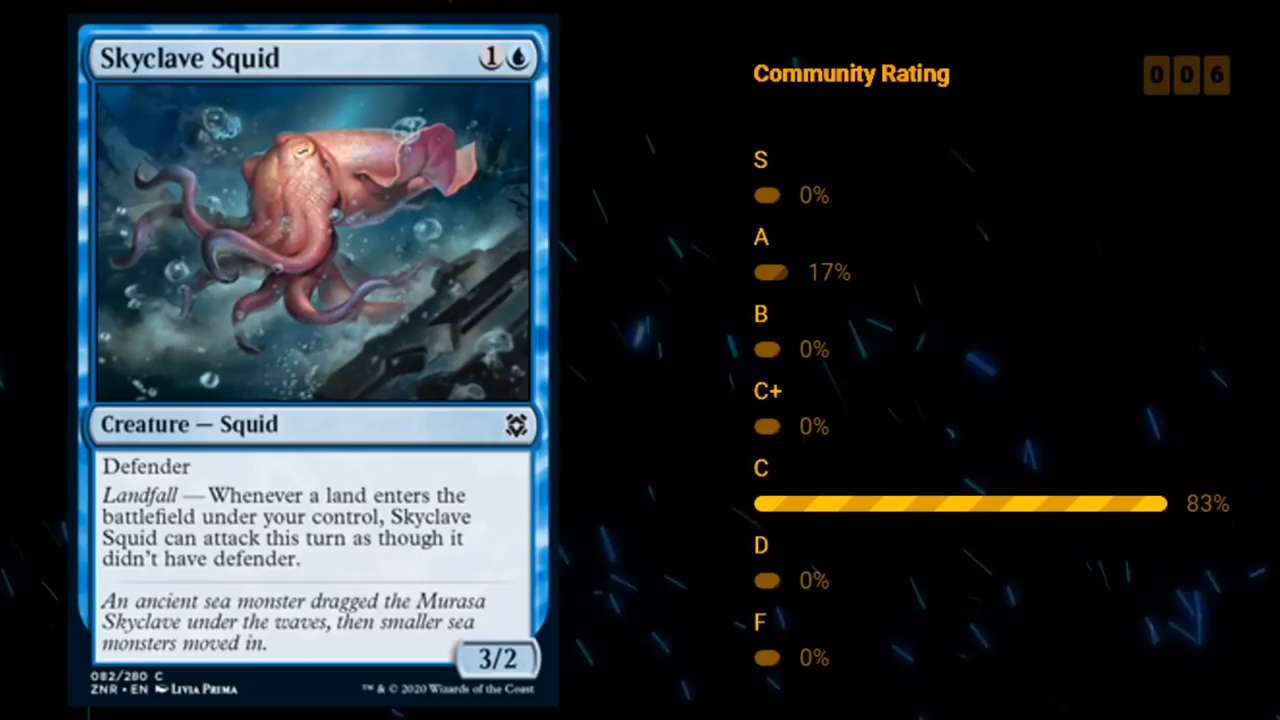 Skyclave Squid 1
Creature — Squid
Defender
Landfall — Whenever a land enters the
battlefield under your control, Skyclave
Squid can attack this turn as though it
didn't have defender.
An ancient sea monster dragged the Murasa
Skyclave under the waves, then smaller sea
monsters moved in.
3/2
082/280 C
ZNR • EN Livia Prima
™ & © 2020 Wizards of the Coast
Community Rating
006
S
0%
A
17%
B
0%
C+
0%
C
83%
D
0%
F
0%